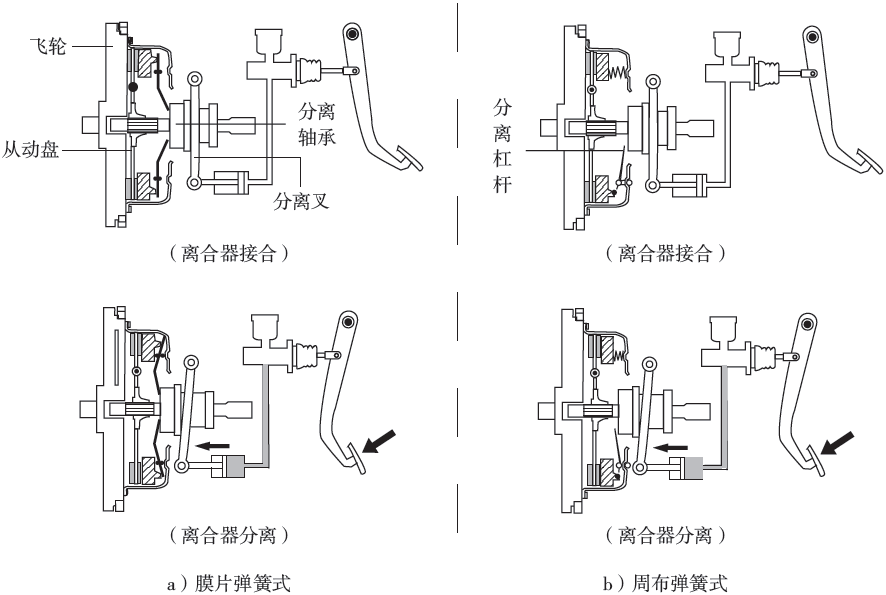 飞轮
从动盘
分离
轴承
分离叉
（离合器接合）
分
离
杠
杆
（离合器接合）
（离合器分离）
（离合器分离）
a）膜片弹簧式
b）周布弹簧式